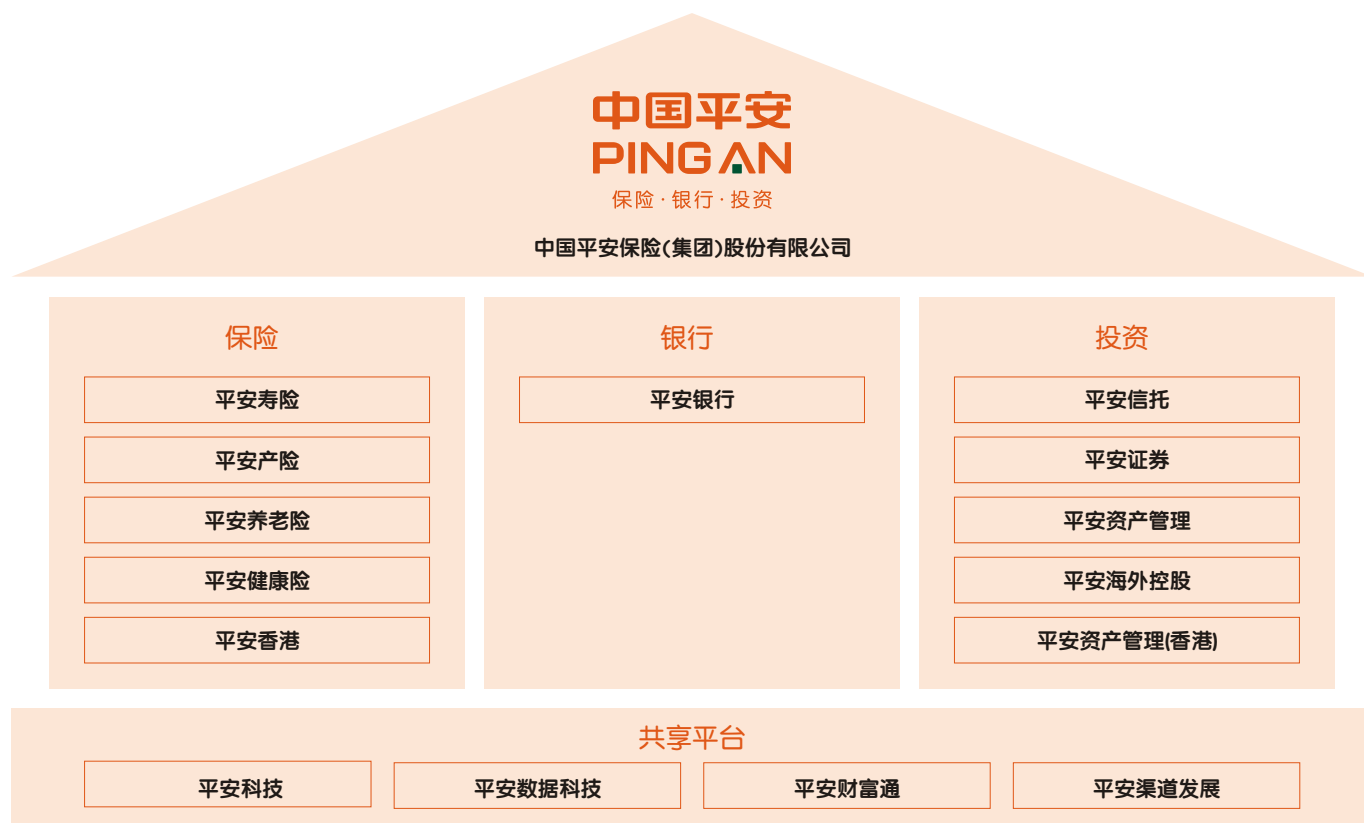 中国平安
PING AN
保险·银行·投资
中国平安保险(集团)股份有限公司
保险
平安寿险
平安产险
平安养老险
平安健康险
平安香港
银行
平安银行
投资
平安信托
平安证券
平安资产管理
平安海外控股
平安资产管理(香港)
共享平台
平安科技
平安数据科技
平安财富通
平安渠道发展